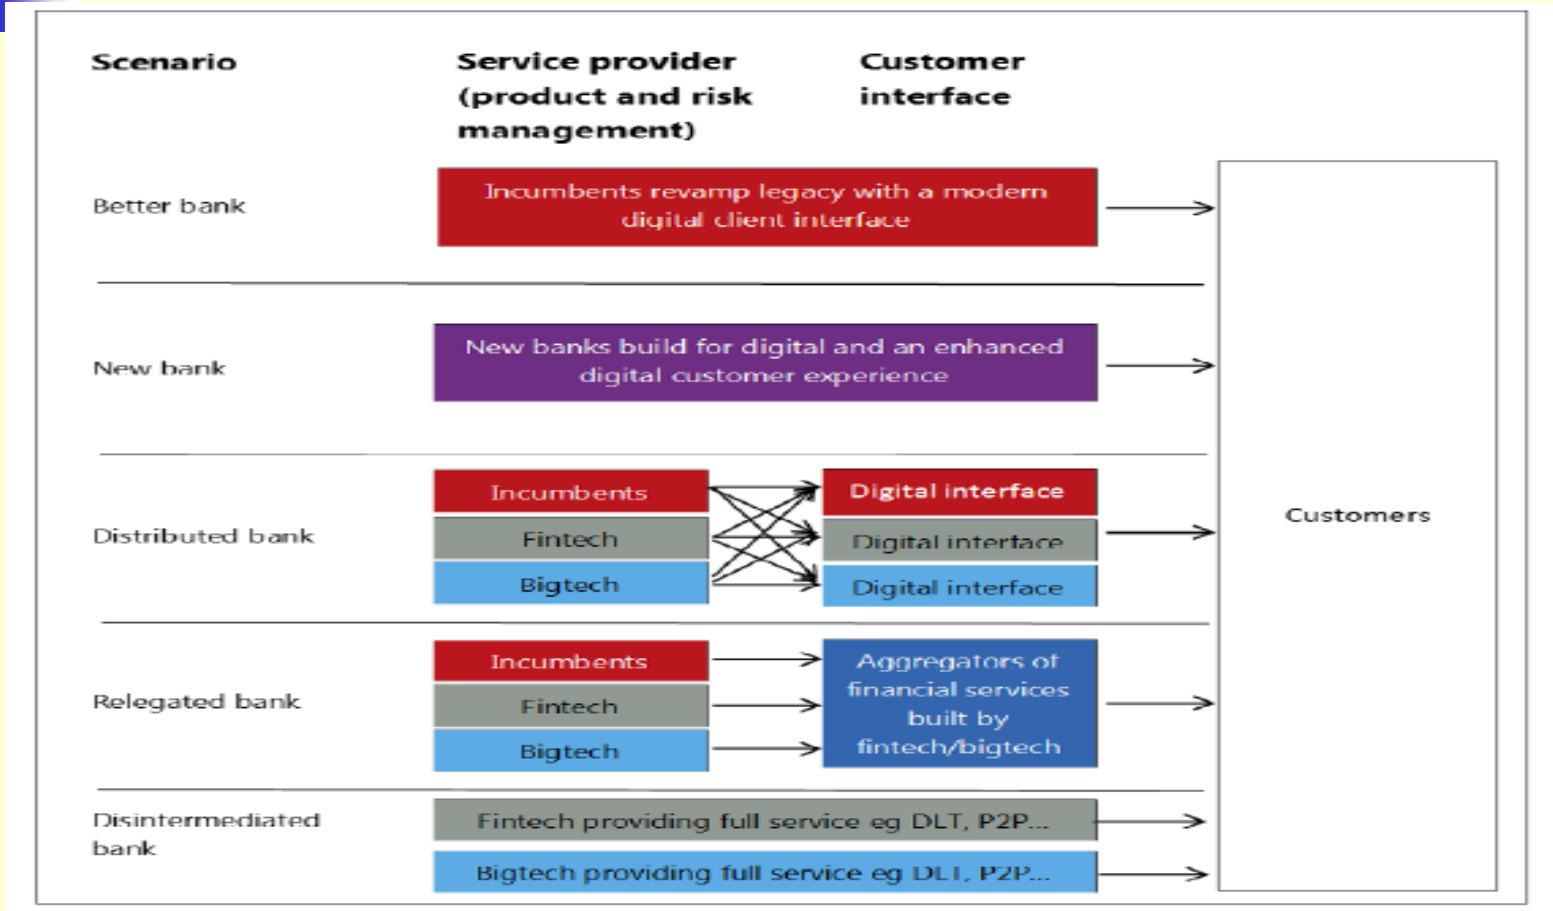 Scenario
Service provider
(product and risk
management)
Customer
interface
Better bank
Incumbents revamp legacy with a modern
digital client interface
New bank
New banks build for digital and an enhanced
digital customer experience
Distributed bank
Incumbents
Fintech
Bigtech
Digital interface
Digital interface
Digital interface
Customers
Relegated bank
Incumbents
Fintech
Bigtech
Aggregators of
financial services
built by
fintech/bigtech
Disintermediated
bank
Fintech providing full service eg DLT, P2P...
Bigtech providing full service eg DLT, P2P...